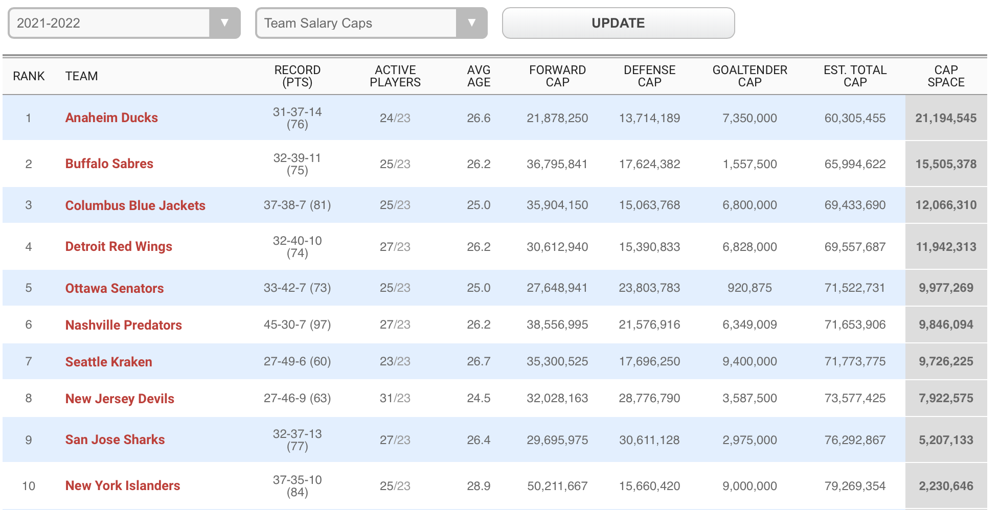 2021-2022 ▼ Team Salary Caps ▼ UPDATE
RANK TEAM RECORD (PTS) ACTIVE PLAYERS AVG AGE FORWARD CAP DEFENSE CAP GOALTENDER CAP EST. TOTAL CAP CAP SPACE
1 Anaheim Ducks 31-37-14 (76) 24/23 26.6 21,878,250 13,714,189 7,350,000 60,305,455 21,194,545
2 Buffalo Sabres 32-39-11 (75) 25/23 26.2 36,795,841 17,624,382 1,557,500 65,994,622 15,505,378
3 Columbus Blue Jackets 37-38-7 (81) 25/23 25.0 35,904,150 15,063,768 6,800,000 69,433,690 12,066,310
4 Detroit Red Wings 32-40-10 (74) 27/23 26.2 30,612,940 15,390,833 6,828,000 69,557,687 11,942,313
5 Ottawa Senators 33-42-7 (73) 25/23 25.0 27,648,941 23,803,783 920,875 71,522,731 9,977,269
6 Nashville Predators 45-30-7 (97) 27/23 26.2 38,556,995 21,576,916 6,349,009 71,653,906 9,846,094
7 Seattle Kraken 27-49-6 (60) 23/23 26.7 35,300,525 17,696,250 9,400,000 71,773,775 9,726,225
8 New Jersey Devils 27-46-9 (63) 31/23 24.5 32,028,163 28,776,790 3,587,500 73,577,425 7,922,575
9 San Jose Sharks 32-37-13 (77) 27/23 26.4 29,695,975 30,611,128 2,975,000 76,292,867 5,207,133
10 New York Islanders 37-35-10 (84) 25/23 28.9 50,211,667 15,660,420 9,000,000 79,269,354 2,230,646